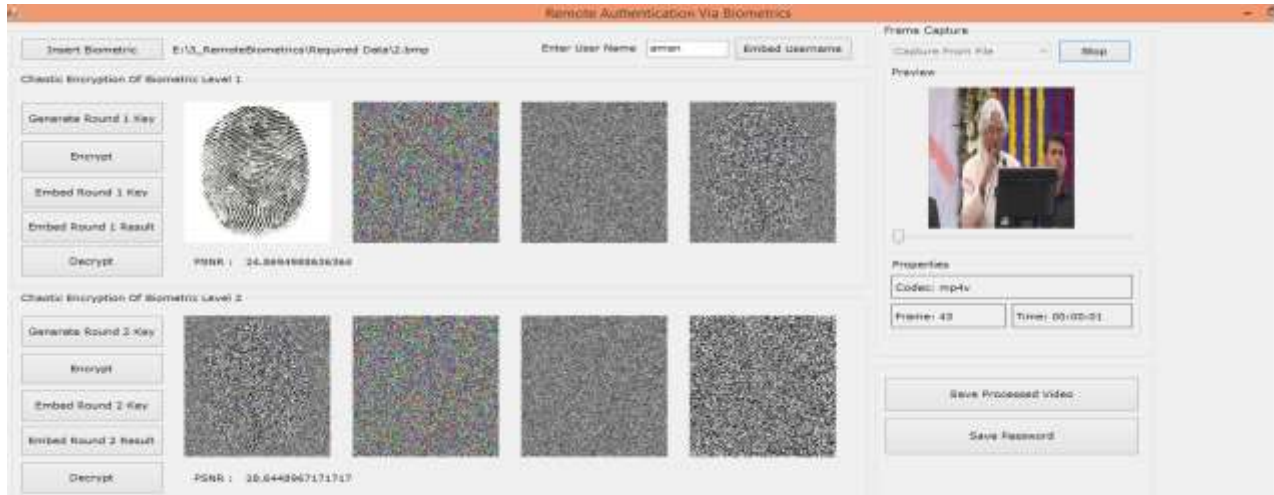 Remote Authentication Via Biometrics
Insert Biometric
E:\3_RemoteBiometrics\Required Data\2.bmp
Enter User Name
aman
Embed Username
Chaotic Encryption Of Biometric Level 1
Generate Round 1 Key
Encrypt
Embed Round 1 Key
Embed Round 1 Result
Decrypt
PSNR :
Chaotic Encryption Of Biometric Level 2
Generate Round 2 Key
Encrypt
Embed Round 2 Key
Embed Round 2 Result
Decrypt
PSNR :
Frame Capture
Capture From File
Stop
Preview
Properties
Codec: mp4v
Frame: 43
Time: 00:00:01
Save Processed Video
Save Password